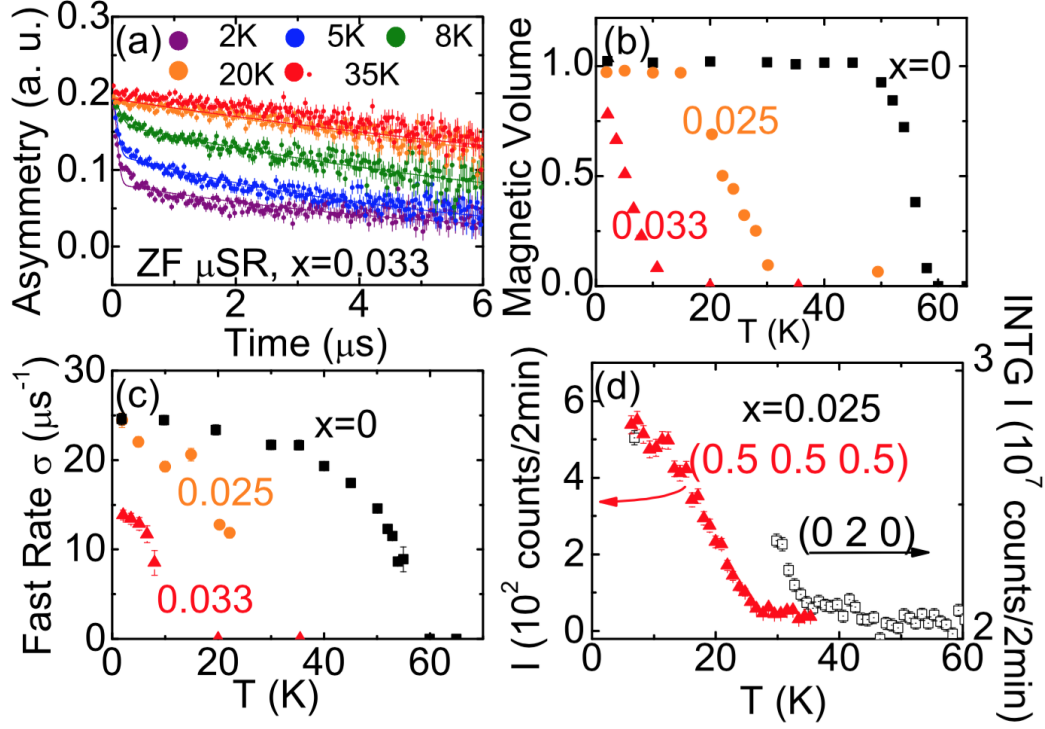 (a)
2K 5K 8K
20K 35K
Asymmetry (a. u.)
0.3
0.2
0.1
0.0
ZF μSR, x=0.033
0 2 4 6
Time (μs)
(b)
Magnetic Volume
1.0
0.5
0.0
x=0
0.025
0.033
0 20 40 60
T (K)
(c)
Fast Rate σ (μs⁻¹)
30
20
10
0
x=0
0.025
0.033
0 20 40 60
T (K)
(d)
I (10² counts/2min)
6
4
2
0
x=0.025
(0.5 0.5 0.5)
(0 2 0)
0 20 40 60
T (K)
3
2
INTG I (10⁷ counts/2min)